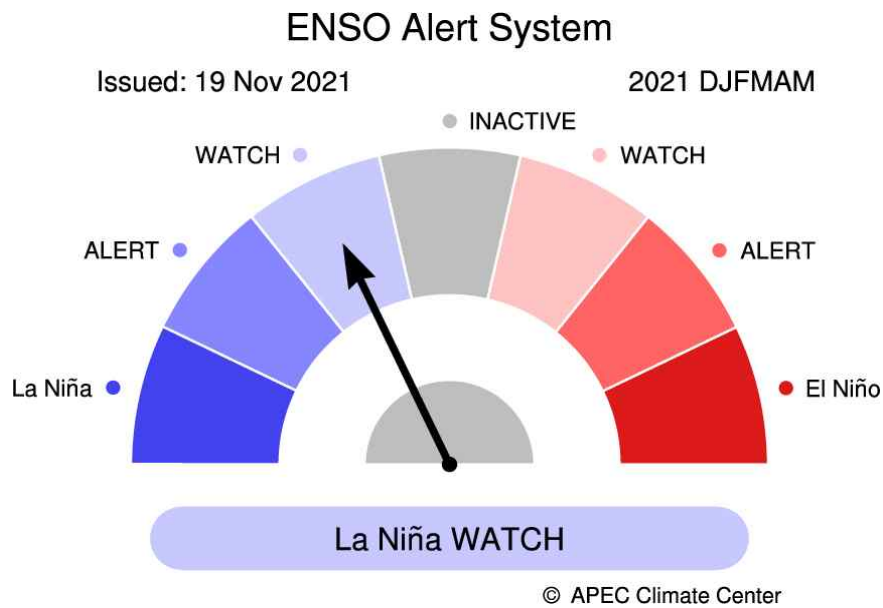 ENSO Alert System
Issued: 19 Nov 2021
2021 DJFMAM
INACTIVE
WATCH
WATCH
ALERT
ALERT
La Niña
El Niño
La Niña WATCH
© APEC Climate Center